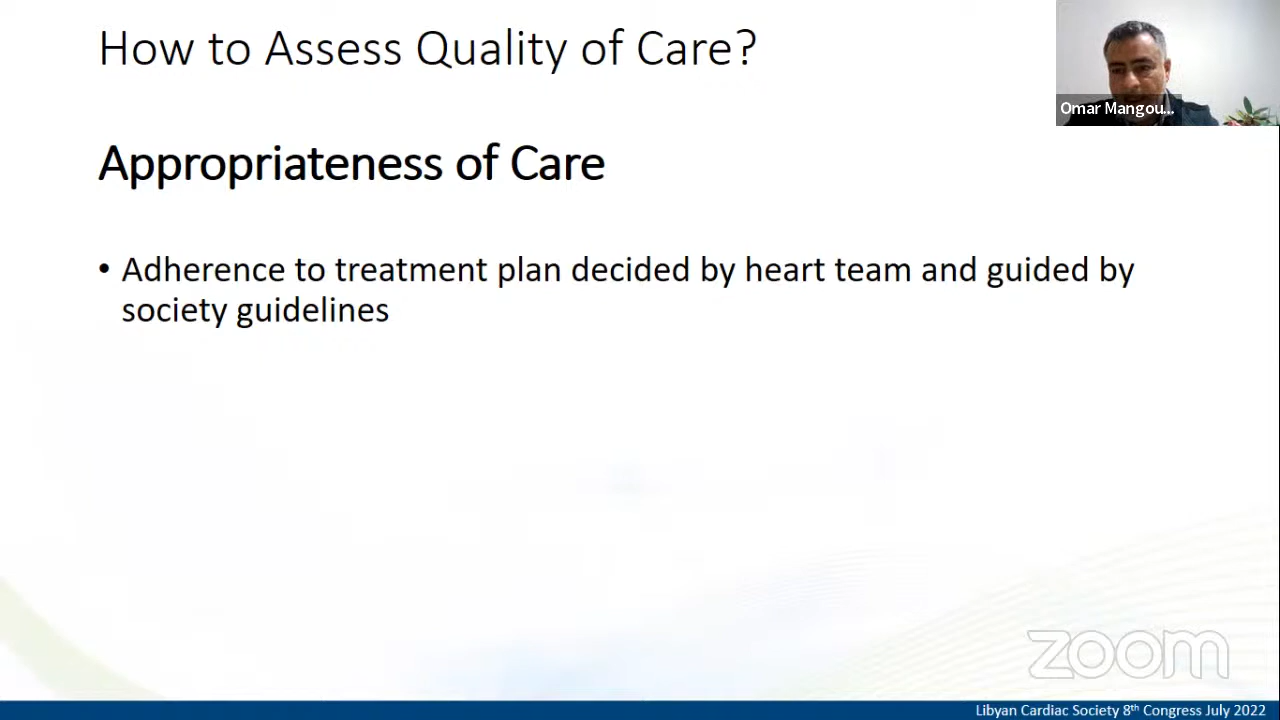 How to Assess Quality of Care?
Omar Mangou...
Appropriateness of Care
• Adherence to treatment plan decided by heart team and guided by
society guidelines
zoom
Libyan Cardiac Society 8th Congress July 2022